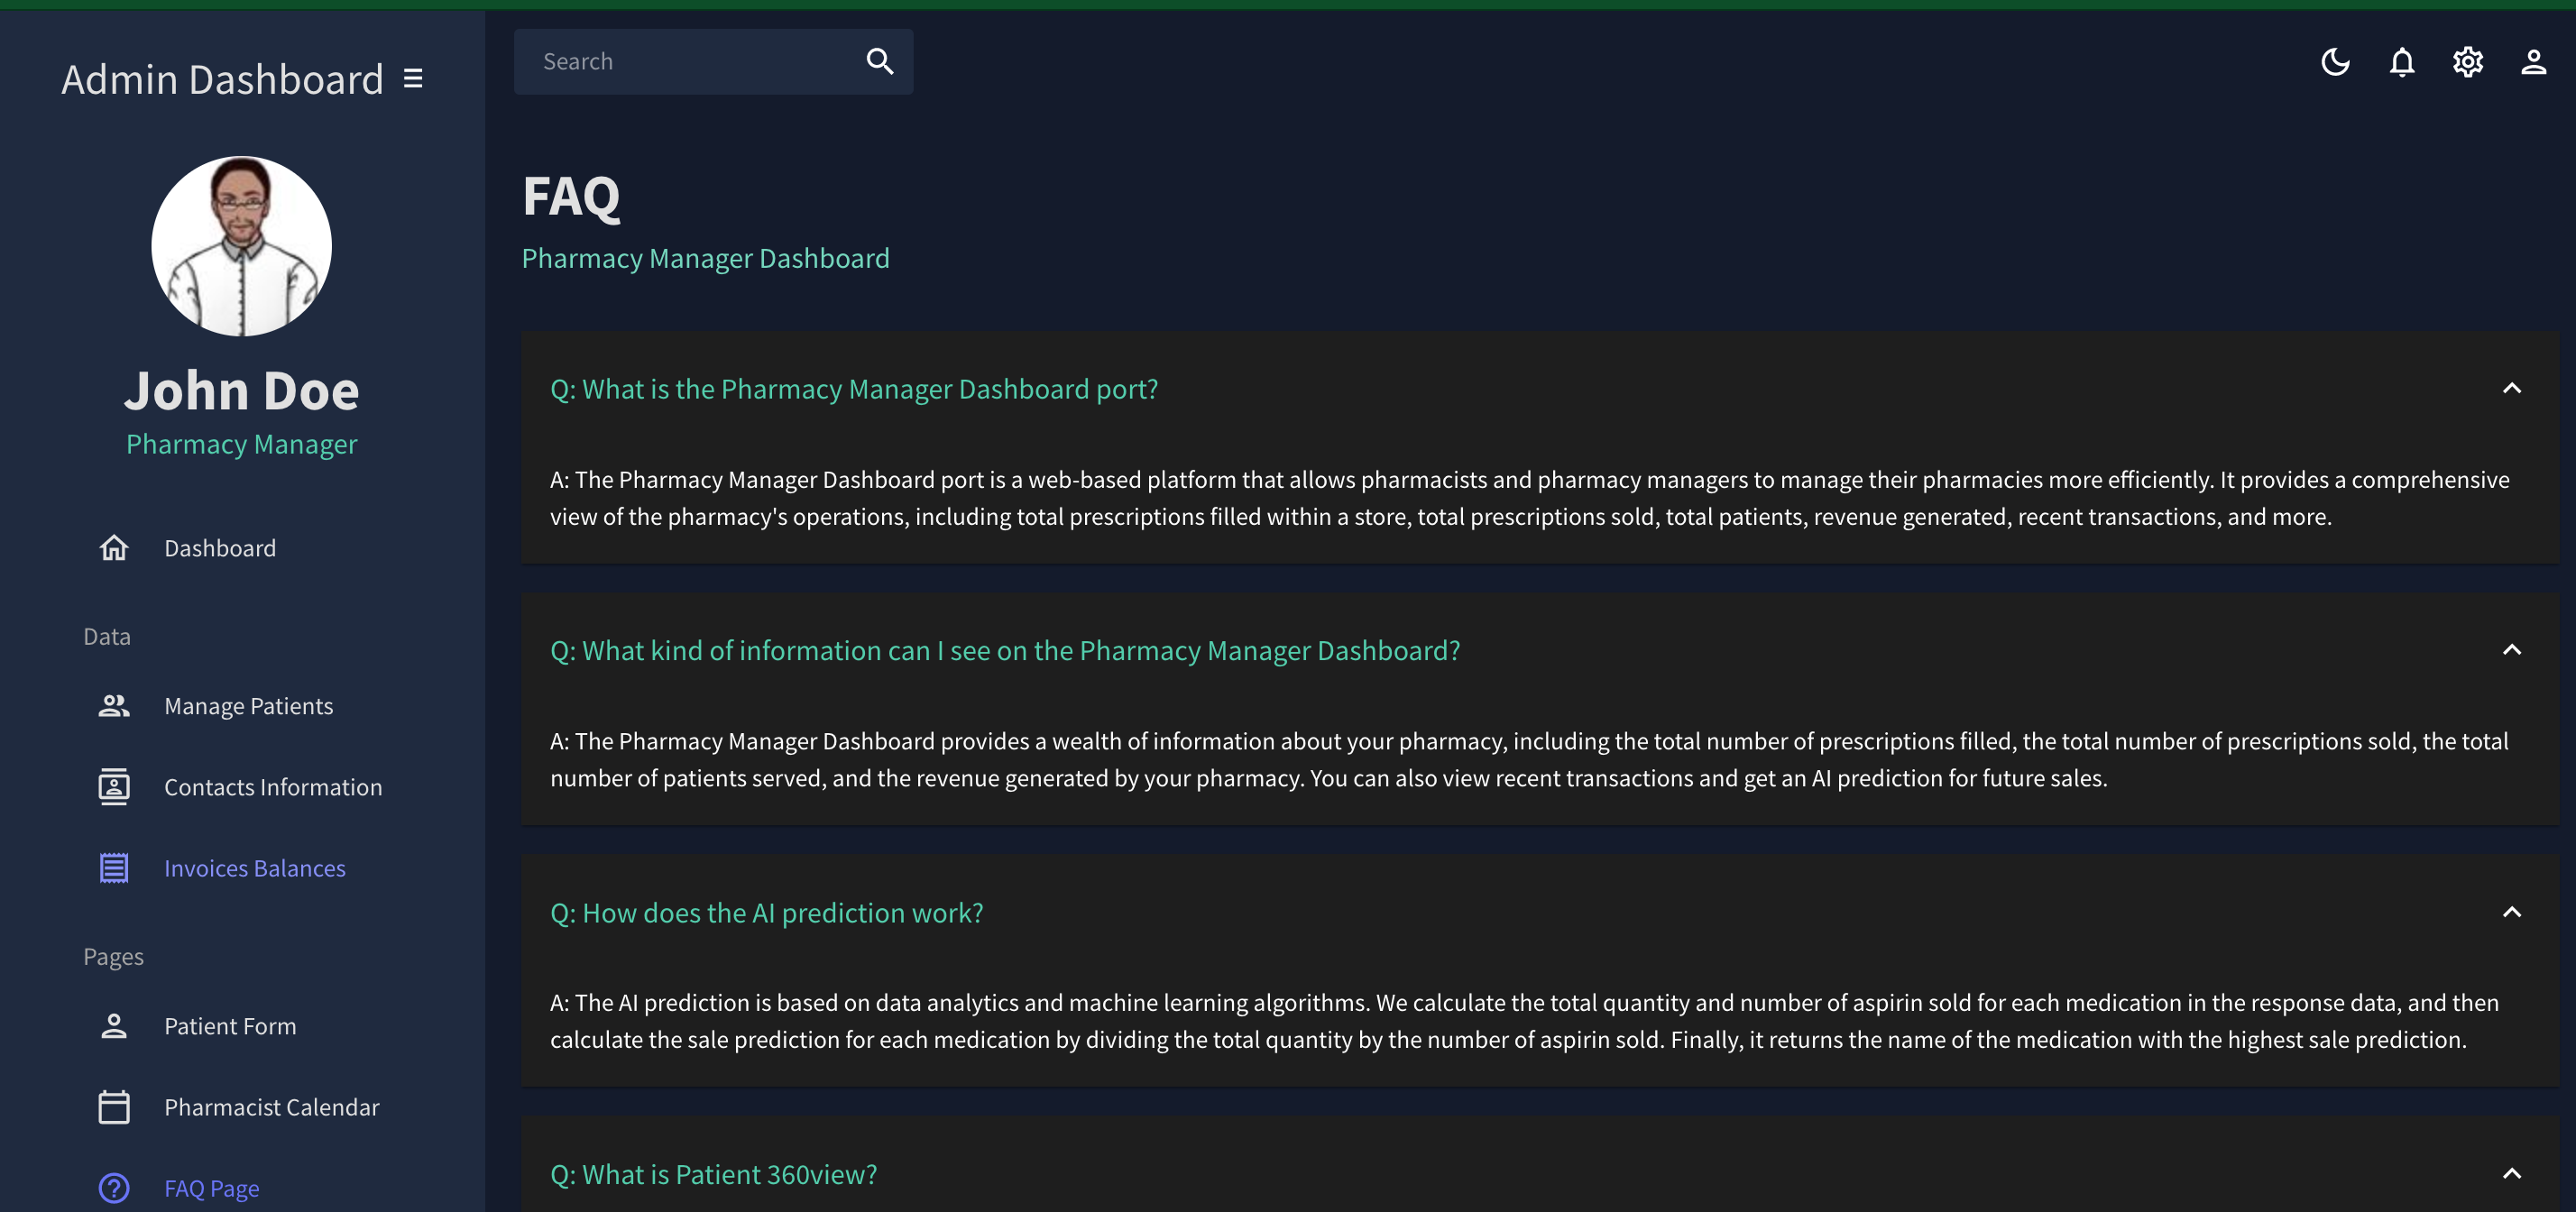 Admin Dashboard
John Doe
Pharmacy Manager
Dashboard
Data
Manage Patients
Contacts Information
Invoices Balances
Pages
Patient Form
Pharmacist Calendar
FAQ Page
Search
FAQ
Pharmacy Manager Dashboard
Q: What is the Pharmacy Manager Dashboard port?
A: The Pharmacy Manager Dashboard port is a web-based platform that allows pharmacists and pharmacy managers to manage their pharmacies more efficiently. It provides a comprehensive
view of the pharmacy's operations, including total prescriptions filled within a store, total prescriptions sold, total patients, revenue generated, recent transactions, and more.
Q: What kind of information can I see on the Pharmacy Manager Dashboard?
A: The Pharmacy Manager Dashboard provides a wealth of information about your pharmacy, including the total number of prescriptions filled, the total number of prescriptions sold, the total
number of patients served, and the revenue generated by your pharmacy. You can also view recent transactions and get an AI prediction for future sales.
Q: How does the AI prediction work?
A: The AI prediction is based on data analytics and machine learning algorithms. We calculate the total quantity and number of aspirin sold for each medication in the response data, and then
calculate the sale prediction for each medication by dividing the total quantity by the number of aspirin sold. Finally, it returns the name of the medication with the highest sale prediction.
Q: What is Patient 360view?